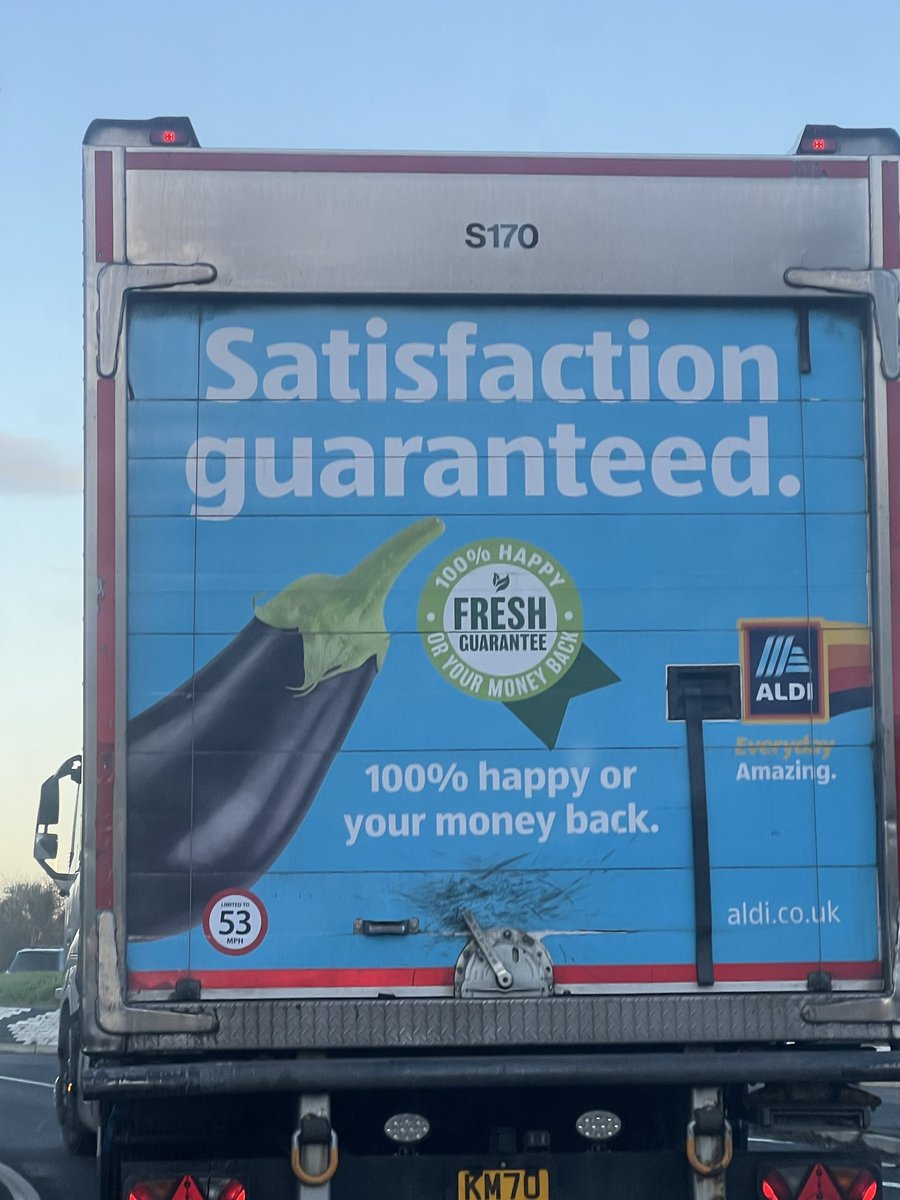 S170
Satisfaction
guaranteed.
100% HAPPY
FRESH
GUARANTEE
OR YOUR MONEY BACK
ALDI
Everyday
Amazing.
100% happy or
your money back.
LIMITED TO
53
MPH
aldi.co.uk
KM70